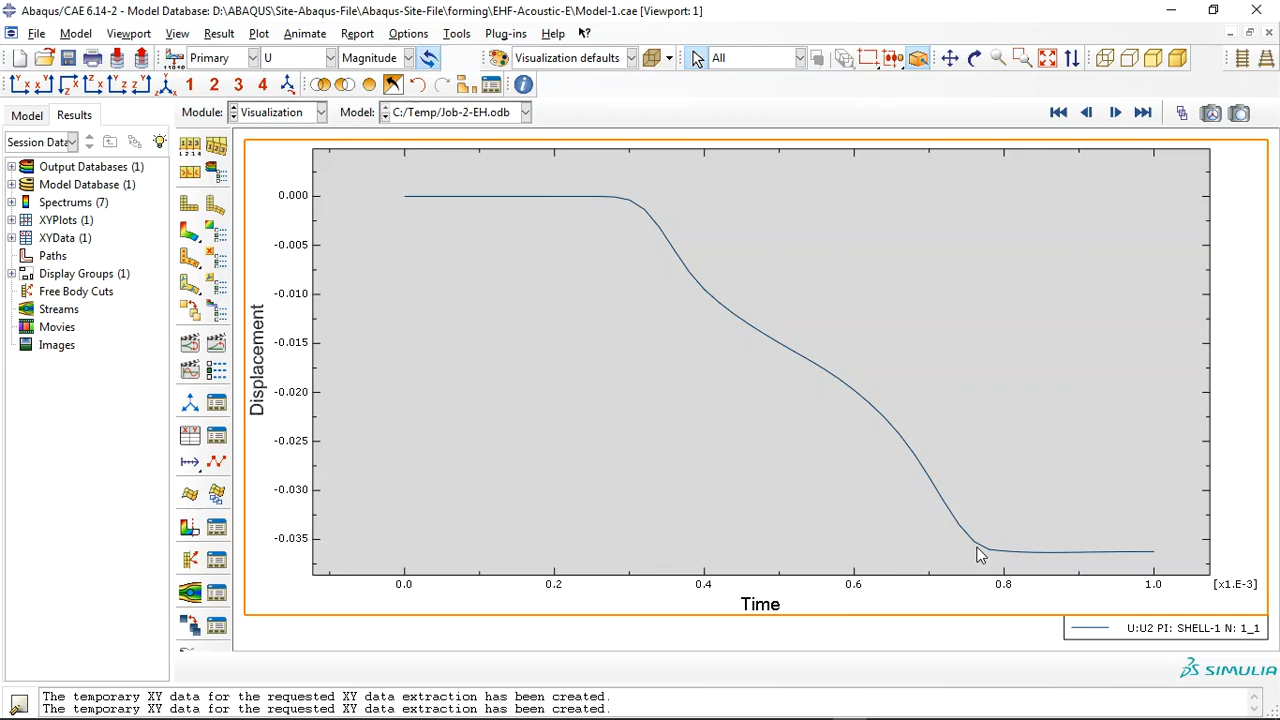 Abaqus/CAE 6.14-2 - Model Database: D:\ABAQUS\Site-Abaqus-File\Abaqus-Site-File\forming\EHF-Acoustic-E\Model-1.cae [Viewport: 1]
File Model Viewport View Result Plot Animate Report Options Tools Plug-ins Help
Primary U Magnitude Visualization defaults All
1 2 3 4
Model Results Module: Visualization Model: C:/Temp/Job-2-EH.odb
Session Data
Output Databases (1)
Model Database (1)
Spectrums (7)
XYPlots (1)
XYData (1)
Paths
Display Groups (1)
Free Body Cuts
Streams
Movies
Images
0.000
-0.005
-0.010
-0.015
-0.020
-0.025
-0.030
-0.035
Displacement
0.0 0.2 0.4 0.6 0.8 1.0 [x1.E-3]
Time
U:U2 PI: SHELL-1 N: 1_1
SIMULIA
The temporary XY data for the requested XY data extraction has been created.
The temporary XY data for the requested XY data extraction has been created.